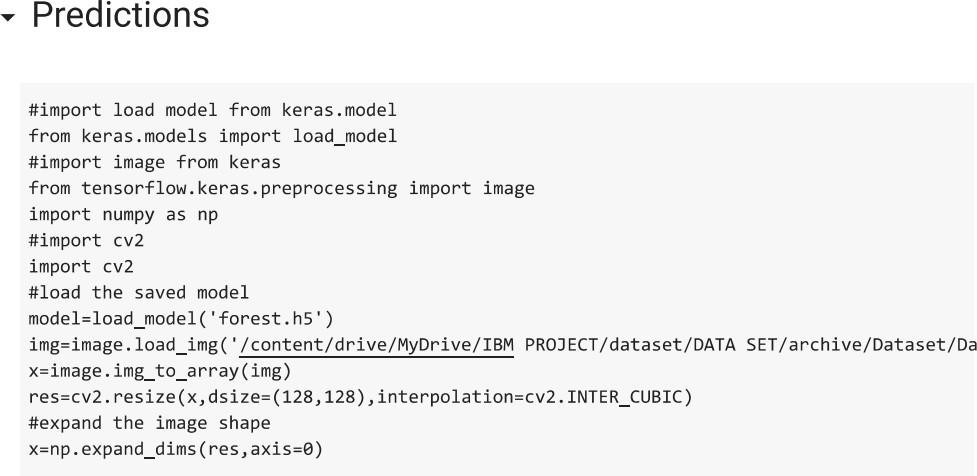 Predictions
#import load model from keras.model
from keras.models import load_model
#import image from keras
from tensorflow.keras.preprocessing import image
import numpy as np
#import cv2
import cv2
#load the saved model
model=load_model('forest.h5')
img=image.load_img('/content/drive/MyDrive/IBM PROJECT/dataset/DATA SET/archive/Dataset/Da
x=image.img_to_array(img)
res=cv2.resize(x,dsize=(128,128),interpolation=cv2.INTER_CUBIC)
#expand the image shape
x=np.expand_dims(res,axis=0)